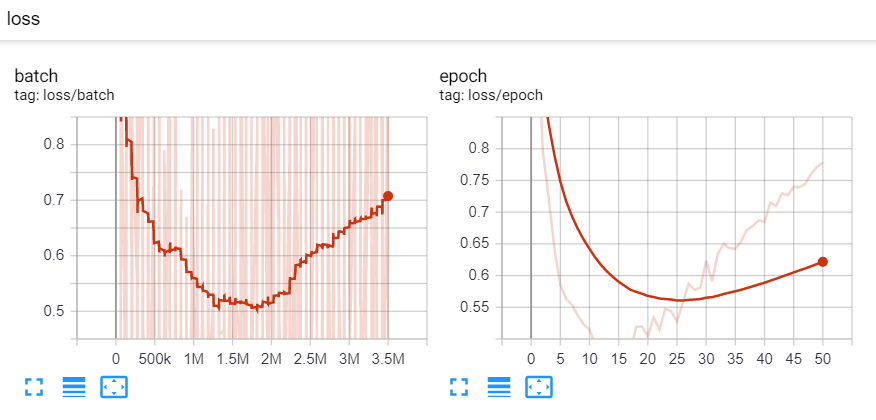 loss
batch
tag: loss/batch
0.8
0.7
0.6
0.5
0 500k 1M 1.5M 2M 2.5M 3M 3.5M
epoch
tag: loss/epoch
0.8
0.75
0.7
0.65
0.6
0.55
0 5 10 15 20 25 30 35 40 45 50